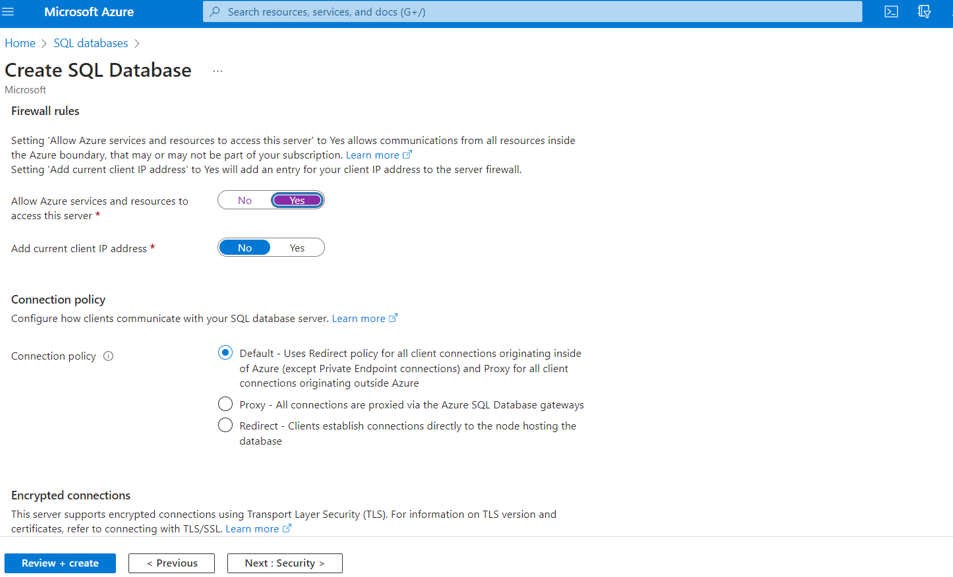 Microsoft Azure
Search resources, services, and docs (G+/)
Home > SQL databases >
Create SQL Database ...
Microsoft
Firewall rules
Setting 'Allow Azure services and resources to access this server' to Yes allows communications from all resources inside
the Azure boundary, that may or may not be part of your subscription. Learn more
Setting 'Add current client IP address' to Yes will add an entry for your client IP address to the server firewall.
Allow Azure services and resources to
access this server *
No Yes
Add current client IP address *
No Yes
Connection policy
Configure how clients communicate with your SQL database server. Learn more
Connection policy
Default - Uses Redirect policy for all client connections originating inside
of Azure (except Private Endpoint connections) and Proxy for all client
connections originating outside Azure
Proxy - All connections are proxied via the Azure SQL Database gateways
Redirect - Clients establish connections directly to the node hosting the
database
Encrypted connections
This server supports encrypted connections using Transport Layer Security (TLS). For information on TLS version and
certificates, refer to connecting with TLS/SSL. Learn more
Review + create
< Previous
Next : Security >